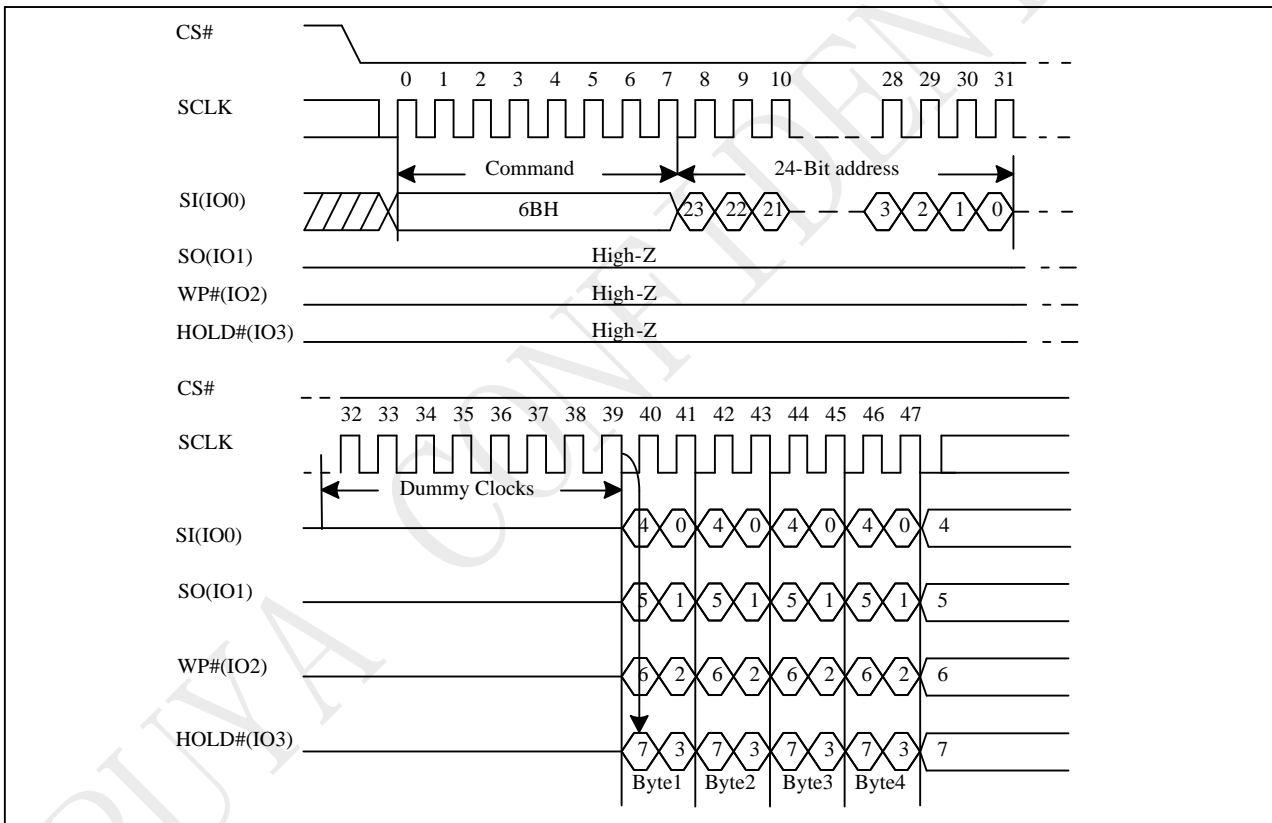 CS#
0 1 2 3 4 5 6 7 8 9 10 28 29 30 31
SCLK
Command 24-Bit address
SI(IO0) 6BH 23 22 21 3 2 1 0
SO(IO1) High-Z
WP#(IO2) High-Z
HOLD#(IO3) High-Z
CS#
32 33 34 35 36 37 38 39 40 41 42 43 44 45 46 47
SCLK
Dummy Clocks
SI(IO0) 4 0 4 0 4 0 4 0 4
SO(IO1) 5 1 5 1 5 1 5 1 5
WP#(IO2) 6 2 6 2 6 2 6 2 6
HOLD#(IO3) 7 3 7 3 7 3 7 3 7
Byte1 Byte2 Byte3 Byte4
PUYA CONFIDENT